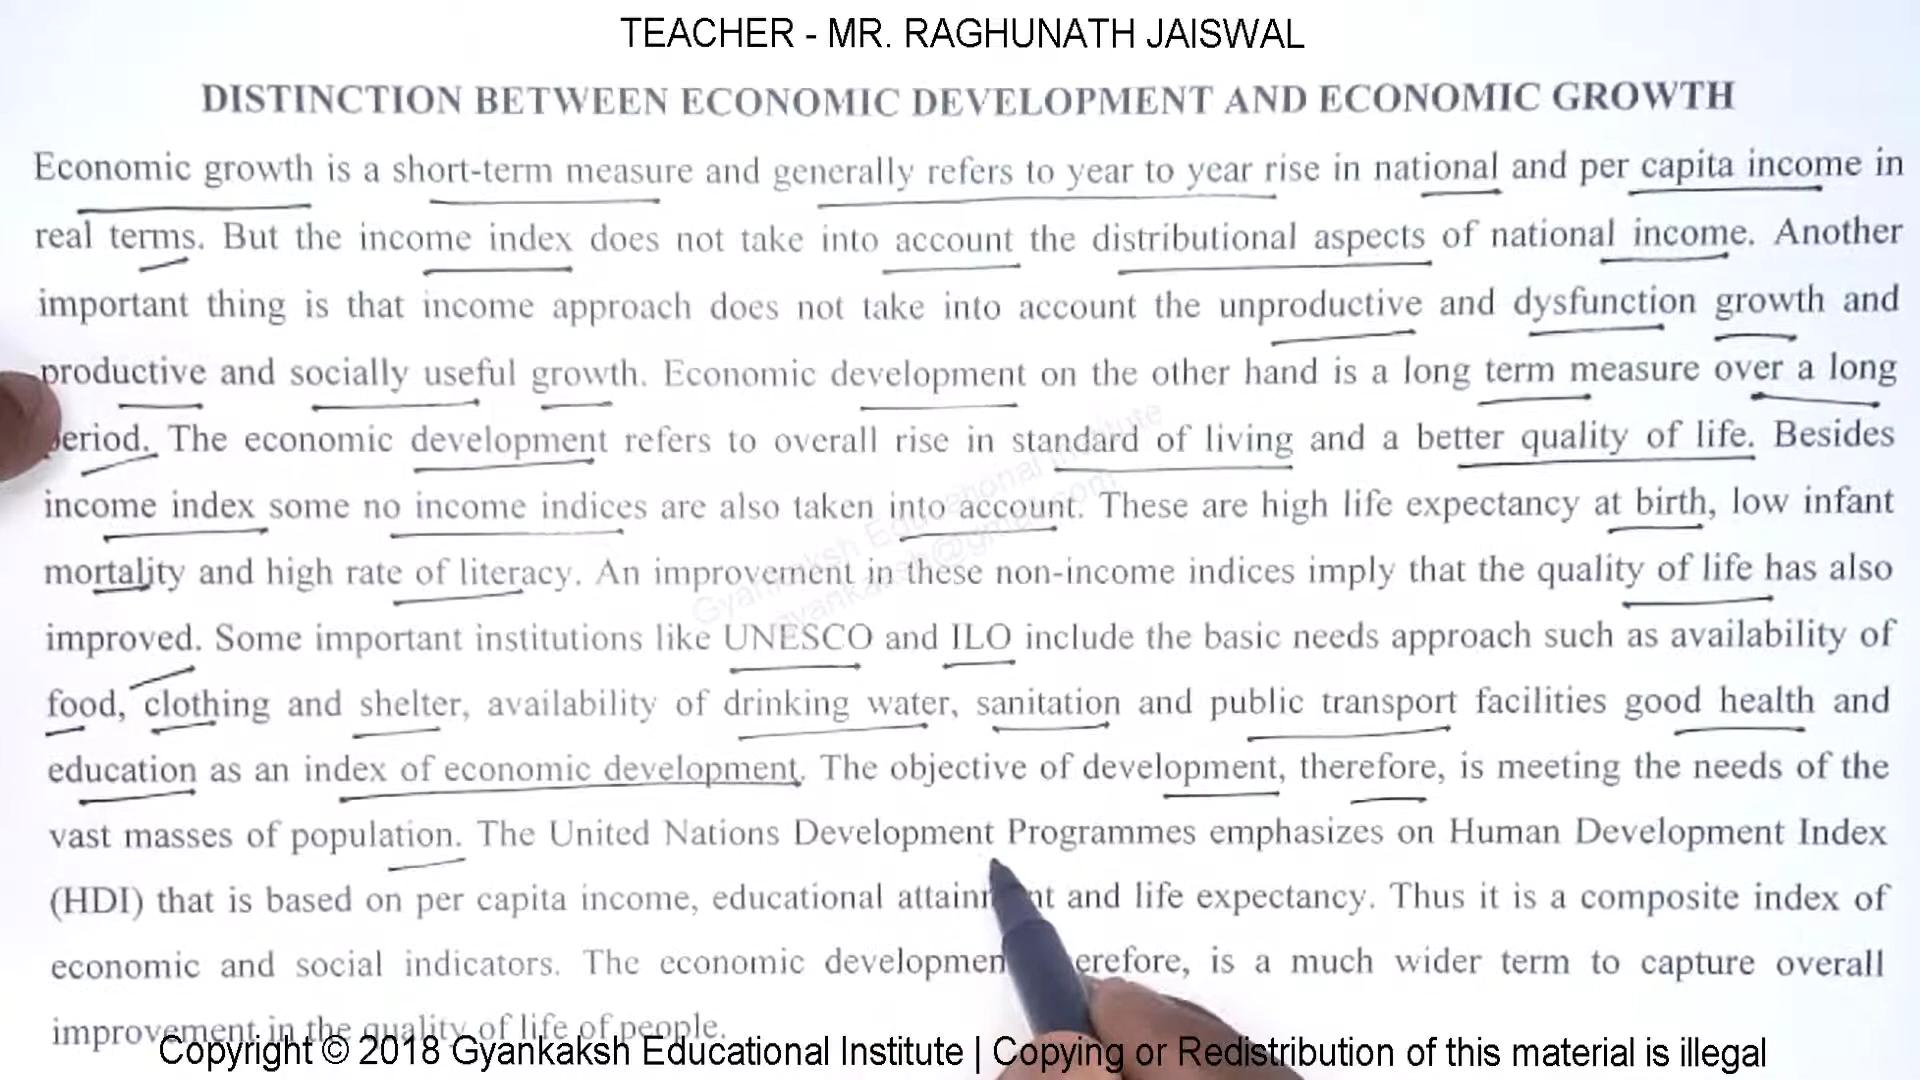 TEACHER - MR. RAGHUNATH JAISWAL
DISTINCTION BETWEEN ECONOMIC DEVELOPMENT AND ECONOMIC GROWTH
Economic growth is a short-term measure and generally refers to year to year rise in national and per capita income in
real terms. But the income index does not take into account the distributional aspects of national income. Another
important thing is that income approach does not take into account the unproductive and dysfunction growth and
productive and socially useful growth. Economic development on the other hand is a long term measure over a long
period. The economic development refers to overall rise in standard of living and a better quality of life. Besides
income index some no income indices are also taken into account. These are high life expectancy at birth, low infant
mortality and high rate of literacy. An improvement in these non-income indices imply that the quality of life has also
improved. Some important institutions like UNESCO and ILO include the basic needs approach such as availability of
food, clothing and shelter, availability of drinking water, sanitation and public transport facilities good health and
education as an index of economic development. The objective of development, therefore, is meeting the needs of the
vast masses of population. The United Nations Development Programmes emphasizes on Human Development Index
(HDI) that is based on per capita income, educational and life expectancy. Thus it is a composite index of
economic and social indicators. The economic is a much wider term to capture overall
improvement in the quality of life of people.
Gyankaksh Educational Institute
gyankaksh@gmail.com
Copyright © 2018 Gyankaksh Educational Institute | Copying or Redistribution of this material is illegal